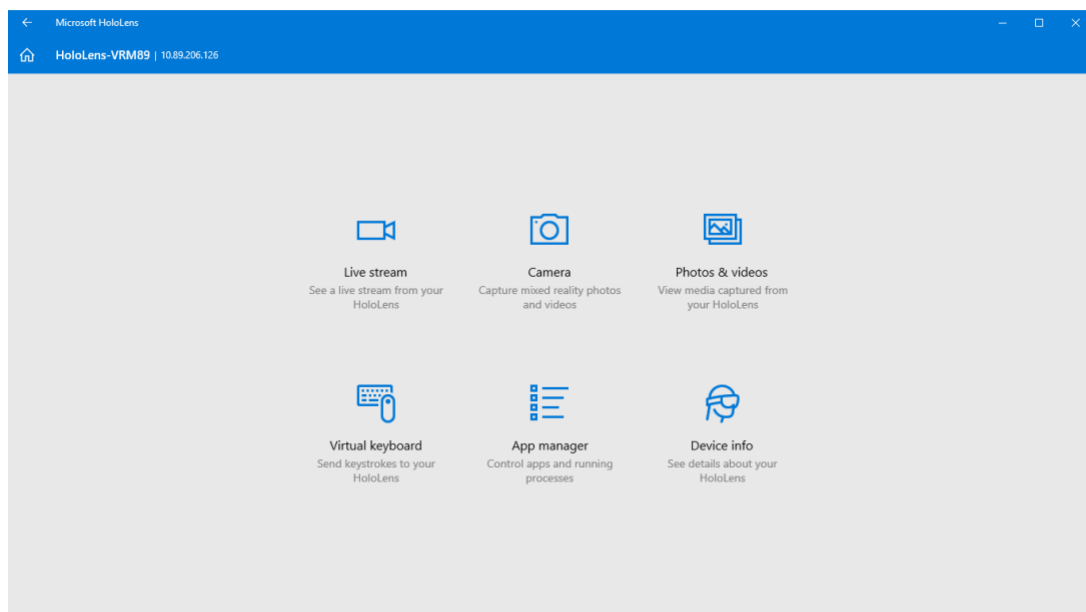 Microsoft HoloLens
HoloLens-VRM89 | 10.89.206.126
Live stream
See a live stream from your
HoloLens
Camera
Capture mixed reality photos
and videos
Photos & videos
View media captured from
your HoloLens
Virtual keyboard
Send keystrokes to your
HoloLens
App manager
Control apps and running
processes
Device info
See details about your
HoloLens